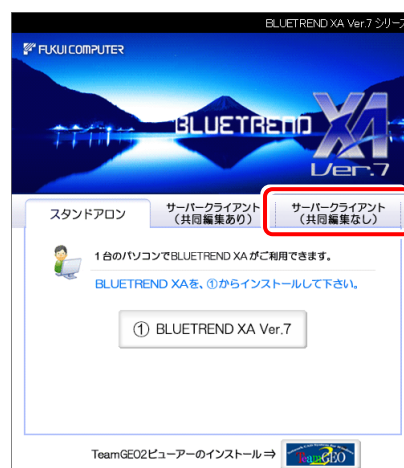 BLUETREND XA Ver.7 シリーズ
FUKUI COMPUTER
BLUETREND XA
Ver.7
スタンドアロン
サーバークライアント
（共同編集あり）
サーバークライアント
（共同編集なし）
1台のパソコンでBLUETREND XAがご利用できます。
BLUETREND XAを、①からインストールして下さい。
① BLUETREND XA Ver.7
TeamGEO2ビューアーのインストール⇒
TeamGEO